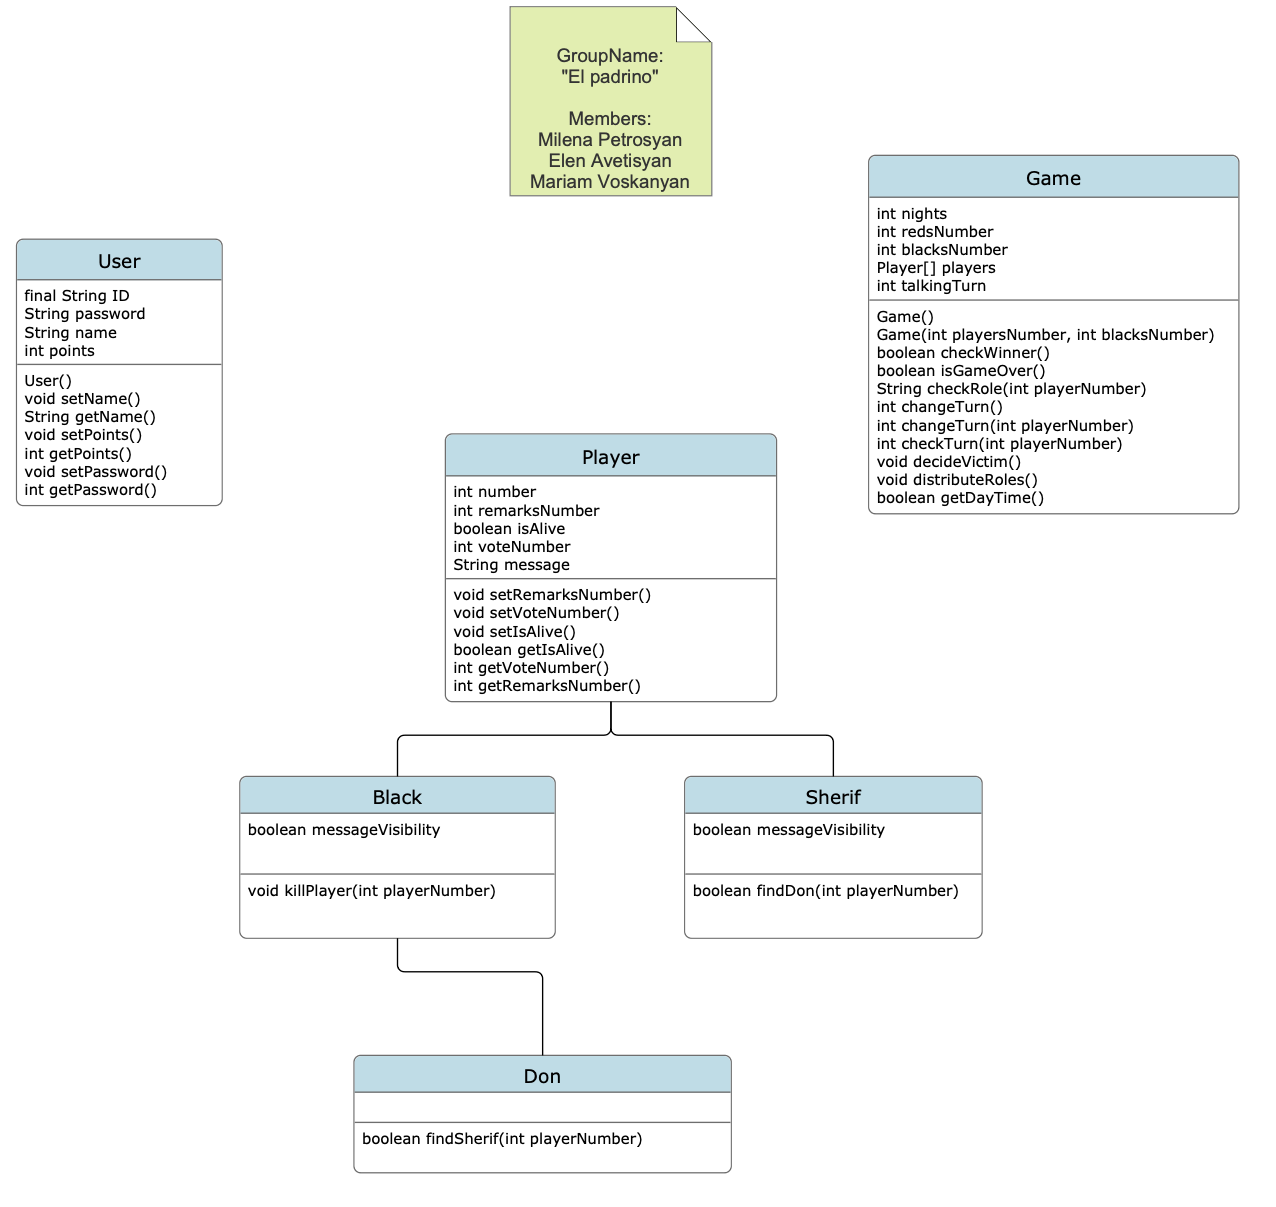 GroupName:
"El padrino"
Members:
Milena Petrosyan
Elen Avetisyan
Mariam Voskanyan
Game
int nights
int redsNumber
int blacksNumber
Player[] players
int talkingTurn
Game()
Game(int playersNumber, int blacksNumber)
boolean checkWinner()
boolean isGameOver()
String checkRole(int playerNumber)
int changeTurn()
int changeTurn(int playerNumber)
int checkTurn(int playerNumber)
void decideVictim()
void distributeRoles()
boolean getDayTime()
User
final String ID
String password
String name
int points
User()
void setName()
String getName()
void setPoints()
int getPoints()
void setPassword()
int getPassword()
Player
int number
int remarksNumber
boolean isAlive
int voteNumber
String message
void setRemarksNumber()
void setVoteNumber()
void setIsAlive()
boolean getIsAlive()
int getVoteNumber()
int getRemarksNumber()
Black
boolean messageVisibility
void killPlayer(int playerNumber)
Sherif
boolean messageVisibility
boolean findDon(int playerNumber)
Don
boolean findSherif(int playerNumber)